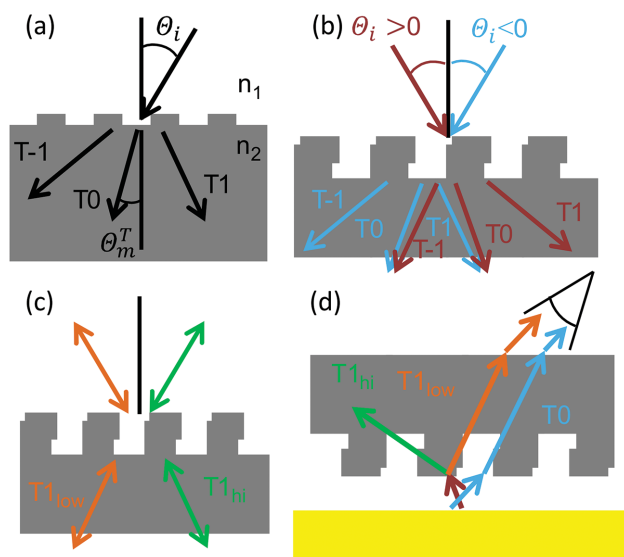 (a)
Θi
n1
n2
T-1
T0
T1
Θ^T_m
(b)
Θi >0
Θi<0
T-1
T0
T1
T-1
T0
T1
(c)
T1low
T1hi
(d)
T1hi
T1low
T0